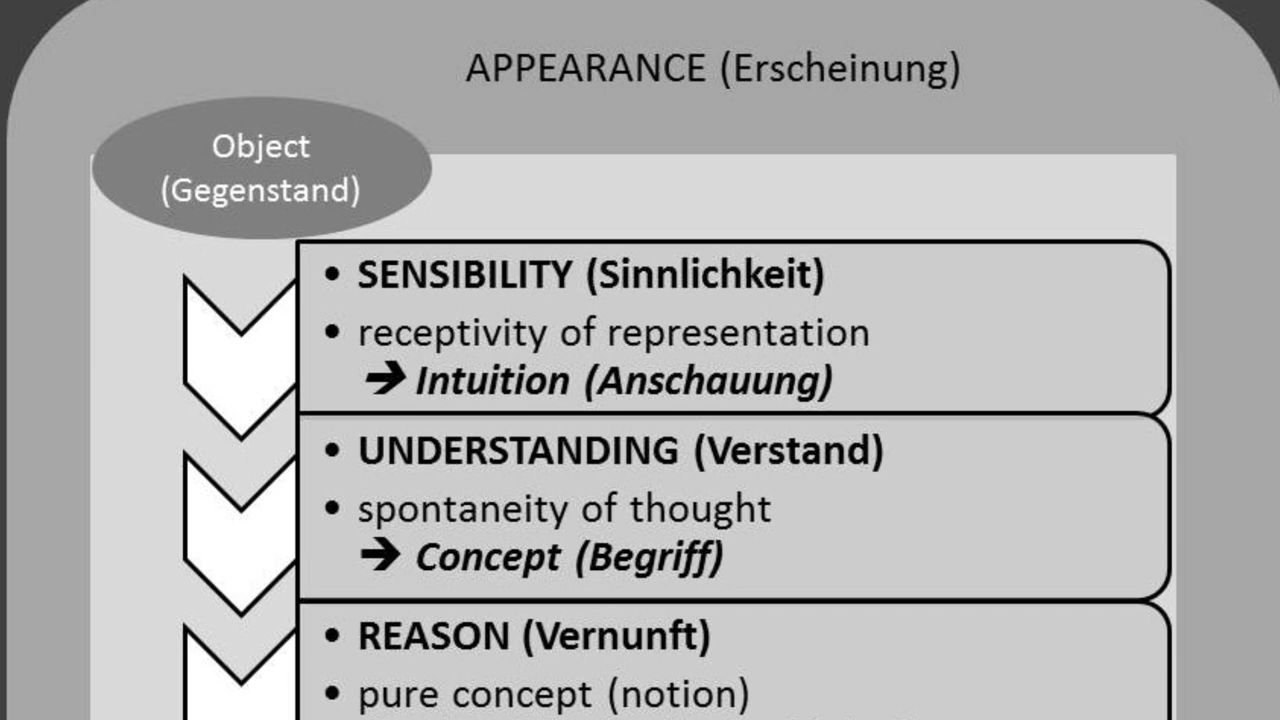 APPEARANCE (Erscheinung)
Object
(Gegenstand)
• SENSIBILITY (Sinnlichkeit)
• receptivity of representation
➔ Intuition (Anschauung)
• UNDERSTANDING (Verstand)
• spontaneity of thought
➔ Concept (Begriff)
• REASON (Vernunft)
• pure concept (notion)